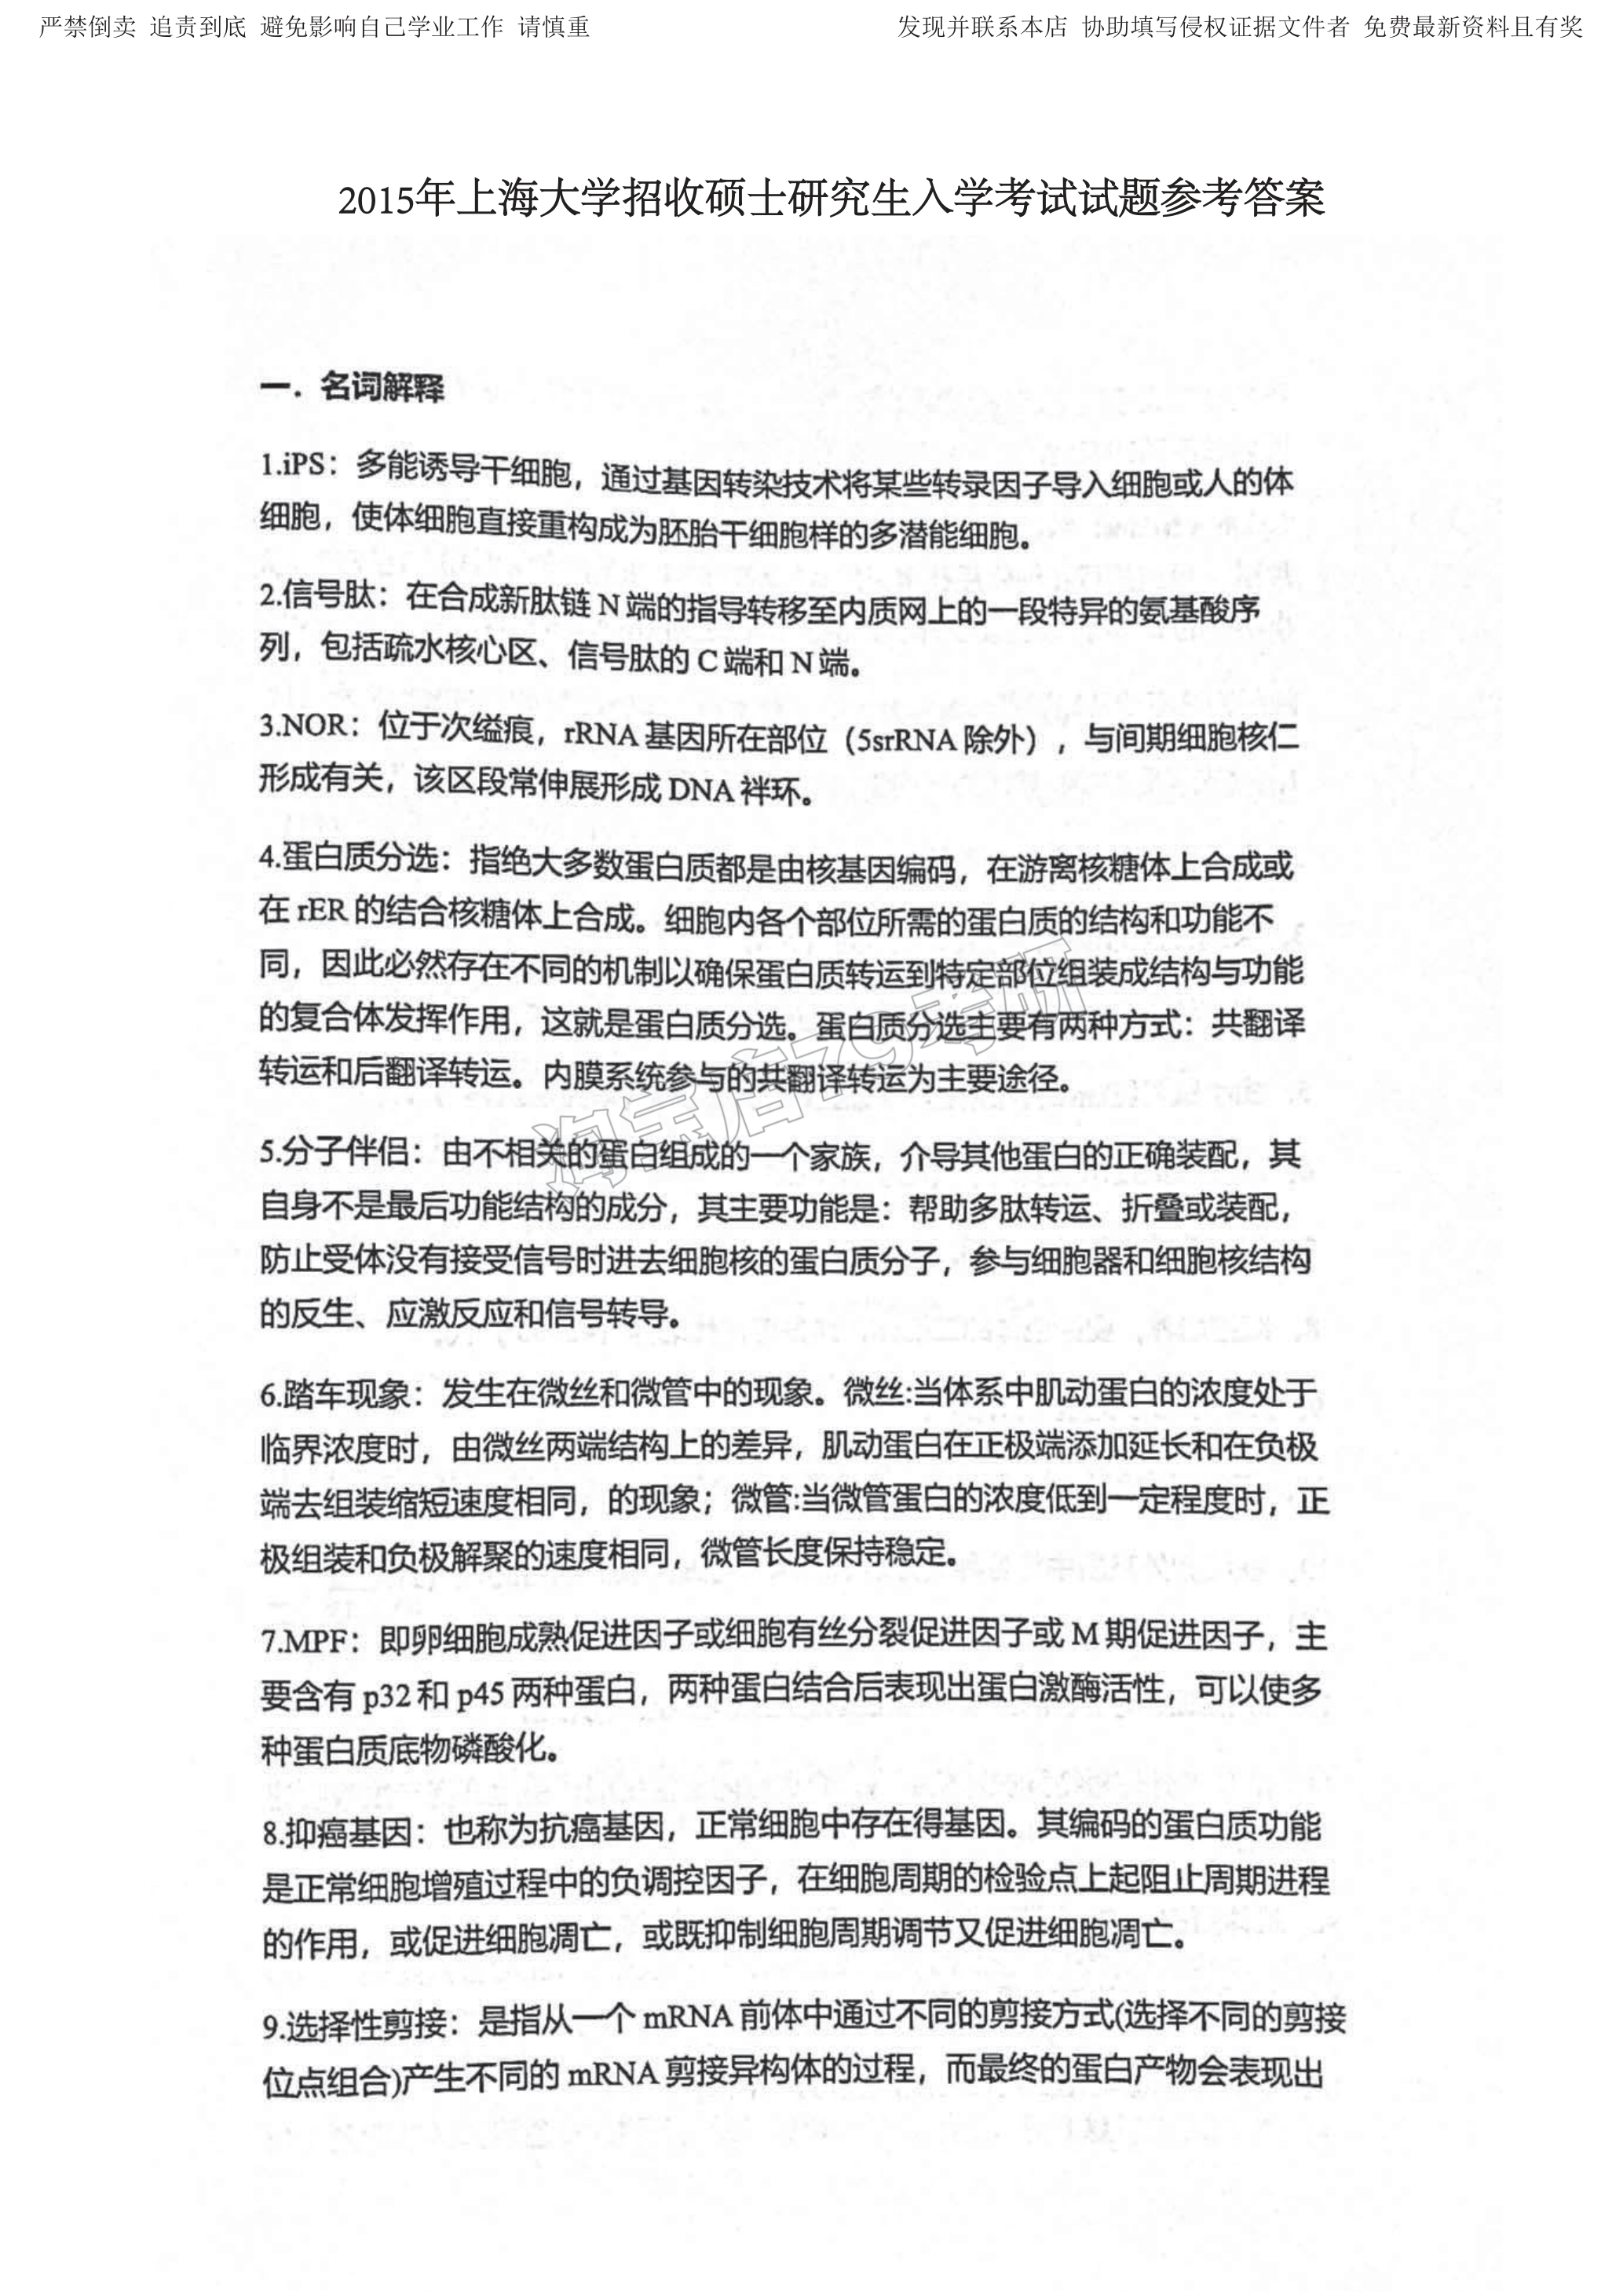 严禁倒卖 追责到底 避免影响自己学业工作 请慎重
发现并联系本店 协助填写侵权证据文件者 免费最新资料且有奖
2015年上海大学招收硕士研究生入学考试试题参考答案
一．名词解释
1.iPS：多能诱导干细胞，通过基因转染技术将某些转录因子导入细胞或人的体
细胞，使体细胞直接重构成为胚胎干细胞样的多潜能细胞。
2.信号肽：在合成新肽链 N 端的指导转移至内质网上的一段特异的氨基酸序
列，包括疏水核心区、信号肽的 C 端和 N 端。
3.NOR：位于次缢痕，rRNA 基因所在部位（5srRNA 除外），与间期细胞核仁
形成有关，该区段常伸展形成 DNA 袢环。
4.蛋白质分选：指绝大多数蛋白质都是由核基因编码，在游离核糖体上合成或
在 rER 的结合核糖体上合成。细胞内各个部位所需的蛋白质的结构和功能不
同，因此必然存在不同的机制以确保蛋白质转运到特定部位组装成结构与功能
的复合体发挥作用，这就是蛋白质分选。蛋白质分选主要有两种方式：共翻译
转运和后翻译转运。内膜系统参与的共翻译转运为主要途径。
淘宝店79考研
5.分子伴侣：由不相关的蛋白组成的一个家族，介导其他蛋白的正确装配，其
自身不是最后功能结构的成分，其主要功能是：帮助多肽转运、折叠或装配，
防止受体没有接受信号时进去细胞核的蛋白质分子，参与细胞器和细胞核结构
的反生、应激反应和信号转导。
6.踏车现象：发生在微丝和微管中的现象。微丝:当体系中肌动蛋白的浓度处于
临界浓度时，由微丝两端结构上的差异，肌动蛋白在正极端添加延长和在负极
端去组装缩短速度相同，的现象；微管:当微管蛋白的浓度低到一定程度时，正
极组装和负极解聚的速度相同，微管长度保持稳定。
7.MPF：即卵细胞成熟促进因子或细胞有丝分裂促进因子或 M 期促进因子，主
要含有 p32 和 p45 两种蛋白，两种蛋白结合后表现出蛋白激酶活性，可以使多
种蛋白质底物磷酸化。
8.抑癌基因：也称为抗癌基因，正常细胞中存在得基因。其编码的蛋白质功能
是正常细胞增殖过程中的负调控因子，在细胞周期的检验点上起阻止周期进程
的作用，或促进细胞凋亡，或既抑制细胞周期调节又促进细胞凋亡。
9.选择性剪接：是指从一个 mRNA 前体中通过不同的剪接方式(选择不同的剪接
位点组合)产生不同的 mRNA 剪接异构体的过程，而最终的蛋白产物会表现出